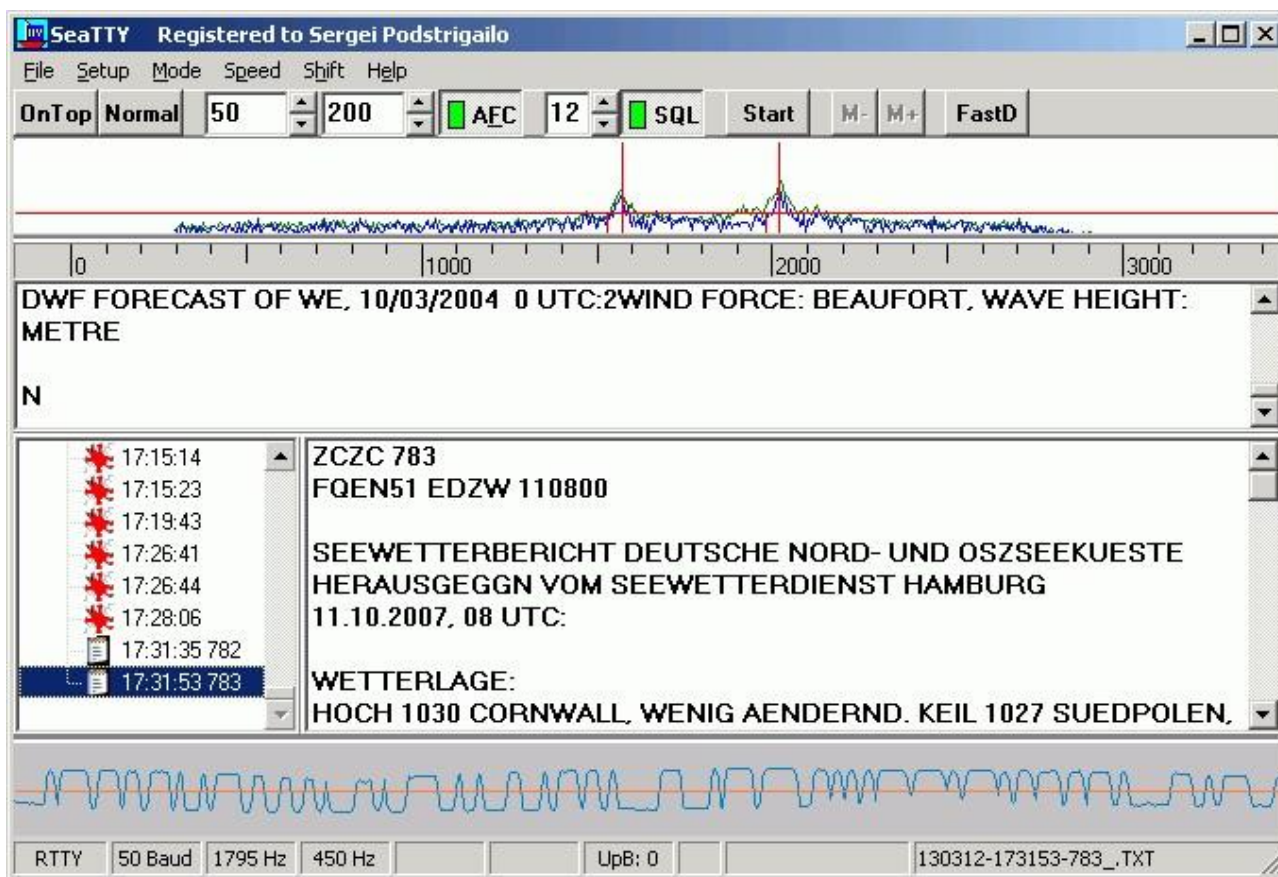 SeaTTY Registered to Sergei Podstrigailo
File Setup Mode Speed Shift Help
OnTop Normal 50 200 AFC 12 SQL Start M- M+ FastD
0 1000 2000 3000
DWF FORECAST OF WE, 10/03/2004 0 UTC:2WIND FORCE: BEAUFORT, WAVE HEIGHT:
METRE
N
17:15:14
17:15:23
17:19:43
17:26:41
17:26:44
17:28:06
17:31:35 782
17:31:53 783
ZCZC 783
FQEN51 EDZW 110800
SEEWETTERBERICHT DEUTSCHE NORD- UND OSZSEEKUESTE
HERAUSGEGGN VOM SEEWETTERDIENST HAMBURG
11.10.2007, 08 UTC:
WETTERLAGE:
HOCH 1030 CORNWALL, WENIG AENDERND. KEIL 1027 SUEDPOLEN,
RTTY 50 Baud 1795 Hz 450 Hz UpB: 0 130312-173153-783_.TXT